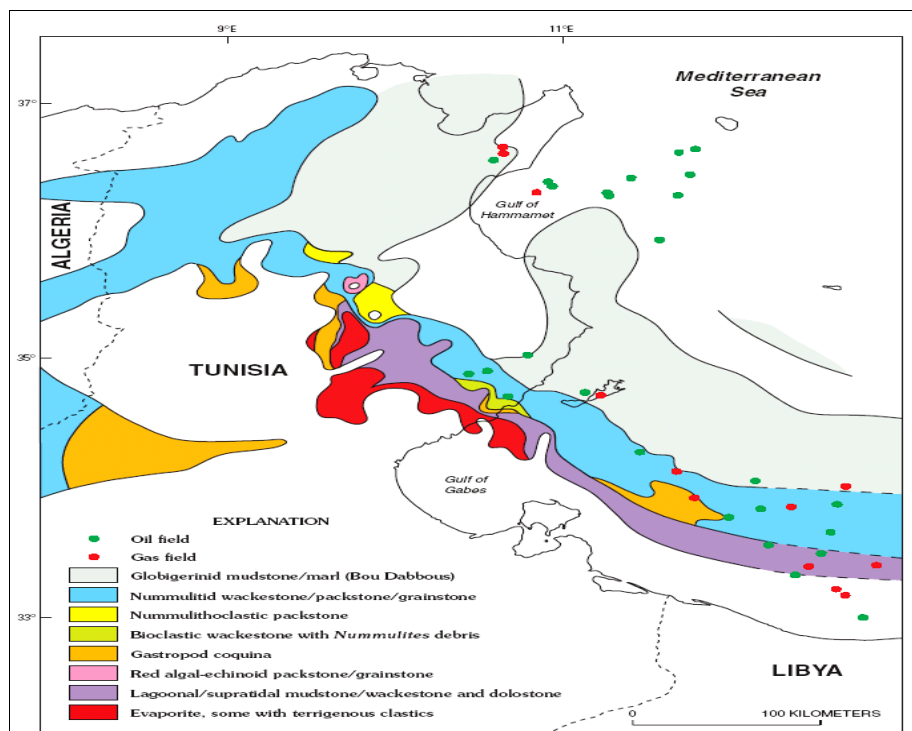 9°E
11°E
Mediterranean
Sea
37°
Gulf of
Hammamet
ALGERIA
35°
TUNISIA
Gulf of
Gabes
EXPLANATION
Oil field
Gas field
Globigerinid mudstone/marl (Bou Dabbous)
Nummulitid wackestone/packstone/grainstone
Nummulithoclastic packstone
Bioclastic wackestone with Nummulites debris
Gastropod coquina
Red algal-echinoid packstone/grainstone
Lagoonal/supratidal mudstone/wackestone and dolostone
Evaporite, some with terrigenous clastics
33°
LIBYA
0
100 KILOMETERS